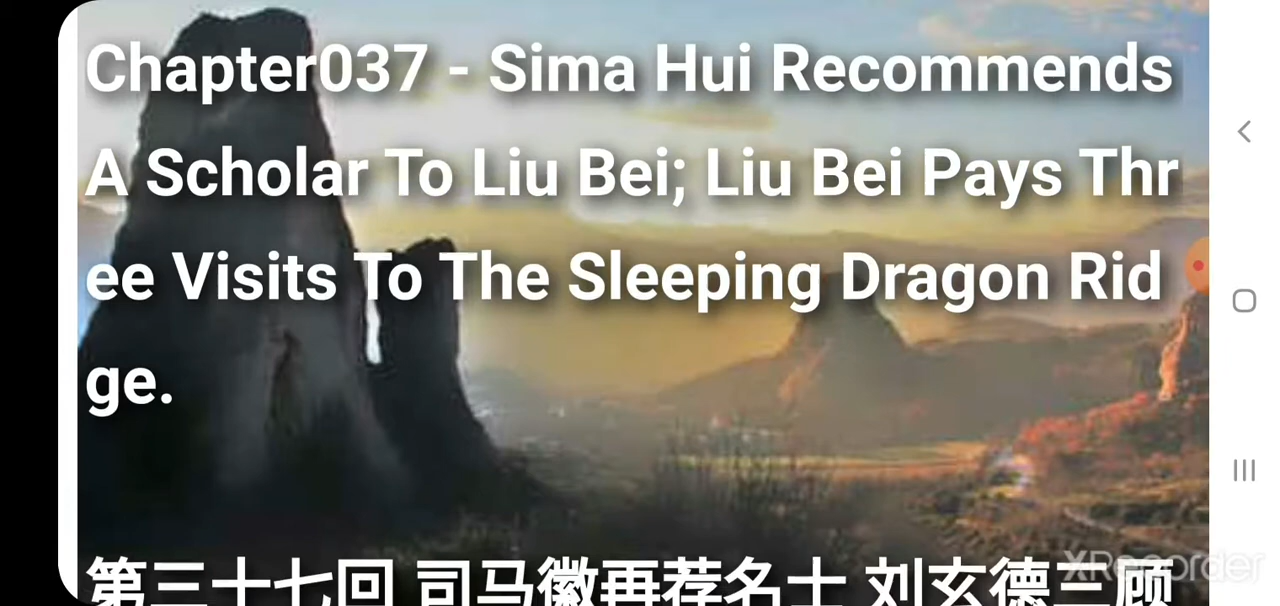 Chapter037 - Sima Hui Recommends
A Scholar To Liu Bei; Liu Bei Pays Thr
ee Visits To The Sleeping Dragon Rid
ge.
第三十七回 司马徽再荐名士 刘玄德三顾
XRecorder